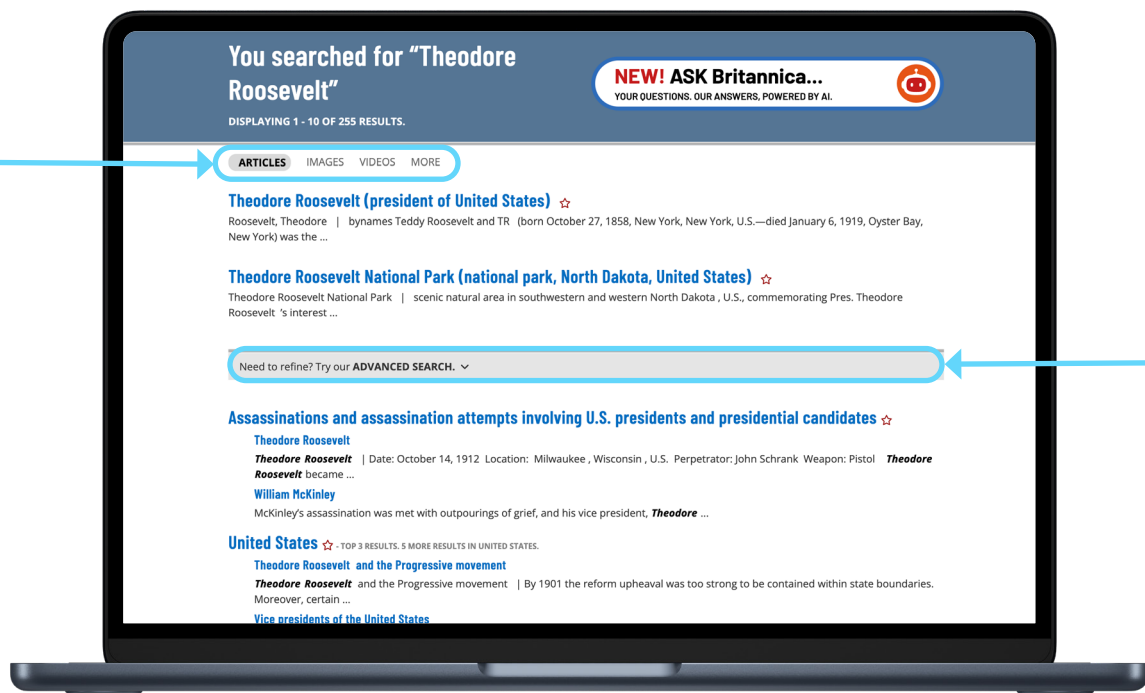 You searched for “Theodore
Roosevelt”
DISPLAYING 1 - 10 OF 255 RESULTS.
NEW! ASK Britannica...
YOUR QUESTIONS. OUR ANSWERS, POWERED BY AI.
ARTICLES IMAGES VIDEOS MORE
Theodore Roosevelt (president of United States)
Roosevelt, Theodore | bynames Teddy Roosevelt and TR (born October 27, 1858, New York, New York, U.S.—died January 6, 1919, Oyster Bay,
New York) was the ...
Theodore Roosevelt National Park (national park, North Dakota, United States)
Theodore Roosevelt National Park | scenic natural area in southwestern and western North Dakota , U.S., commemorating Pres. Theodore
Roosevelt 's interest ...
Need to refine? Try our ADVANCED SEARCH.
Assassinations and assassination attempts involving U.S. presidents and presidential candidates
Theodore Roosevelt
Theodore Roosevelt | Date: October 14, 1912 Location: Milwaukee , Wisconsin , U.S. Perpetrator: John Schrank Weapon: Pistol Theodore
Roosevelt became ...
William McKinley
McKinley’s assassination was met with outpourings of grief, and his vice president, Theodore ...
United States - TOP 3 RESULTS. 5 MORE RESULTS IN UNITED STATES.
Theodore Roosevelt and the Progressive movement
Theodore Roosevelt and the Progressive movement | By 1901 the reform upheaval was too strong to be contained within state boundaries.
Moreover, certain ...
Vice presidents of the United States